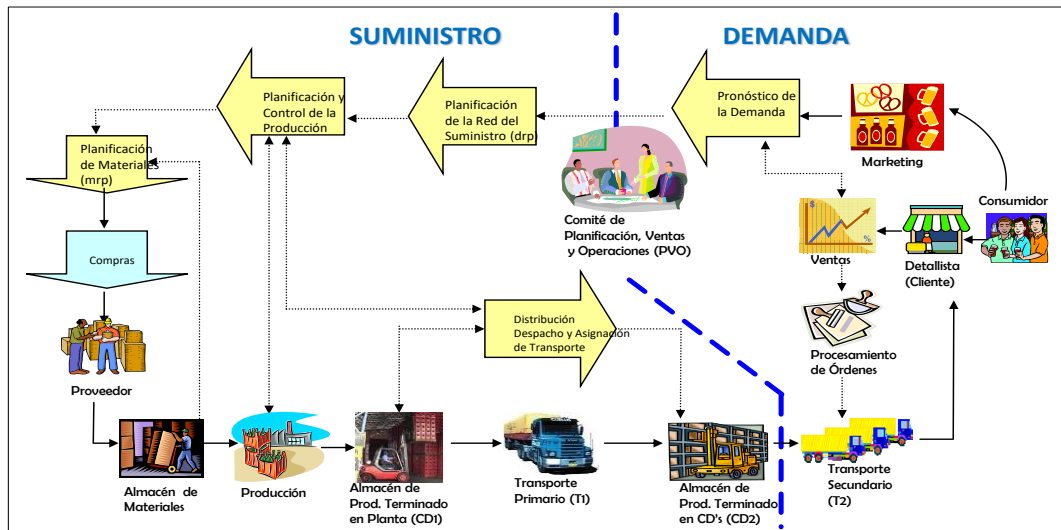 SUMINISTRO
DEMANDA
Planificación y
Control de la
Producción
Planificación
de la Red del
Suministro (drp)
Pronóstico de
la Demanda
Marketing
Planificación
de Materiales
(mrp)
Consumidor
Comité de
Planificación, Ventas
y Operaciones (PVO)
$
%
Ventas
Detallista
(Cliente)
Compras
Distribución
Despacho y Asignación
de Transporte
Procesamiento
de Órdenes
Proveedor
Almacén de
Materiales
Producción
Almacén de
Prod. Terminado
en Planta (CD1)
Transporte
Primario (T1)
Almacén de
Prod. Terminado
en CD's (CD2)
Transporte
Secundario (T2)